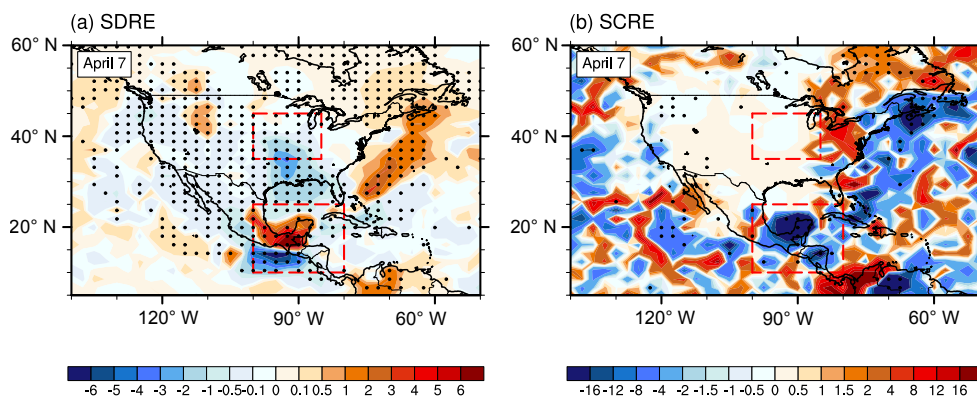 (a) SDRE
(b) SCRE
60° N
April 7
40° N
20° N
120° W
90° W
60° W
60° N
April 7
40° N
20° N
120° W
90° W
60° W
-6 -5 -4 -3 -2 -1 -0.5 -0.1 0 0.1 0.5 1 2 3 4 5 6
-16 -12 -8 -4 -2 -1.5 -1 -0.5 0 0.5 1 1.5 2 4 8 12 16